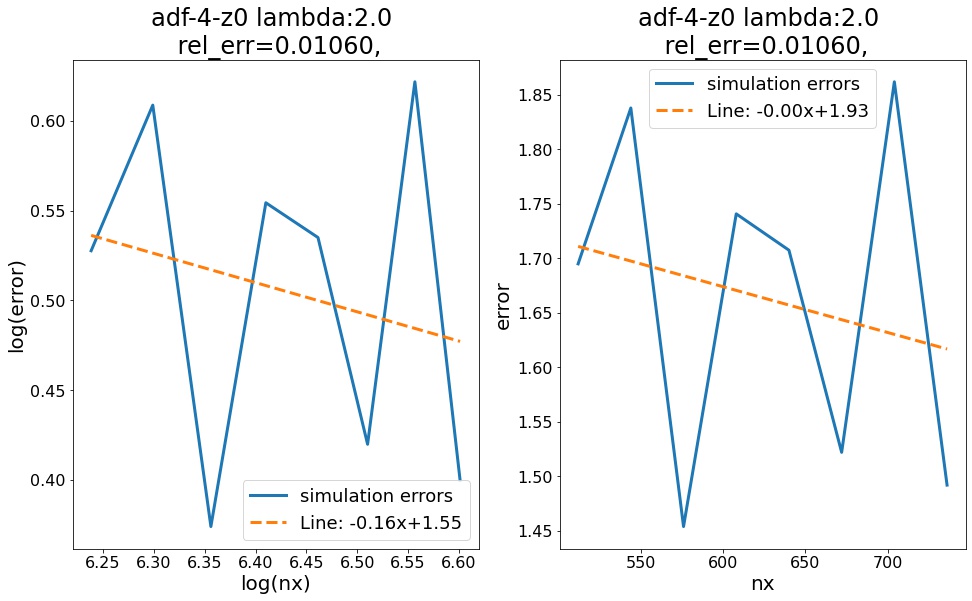 adf-4-z0 lambda:2.0
rel_err=0.01060,
log(error)
0.60
0.55
0.50
0.45
0.40
simulation errors
Line: -0.16x+1.55
6.25
6.30
6.35
6.40
6.45
6.50
6.55
6.60
log(nx)
adf-4-z0 lambda:2.0
rel_err=0.01060,
simulation errors
Line: -0.00x+1.93
error
1.85
1.80
1.75
1.70
1.65
1.60
1.55
1.50
1.45
550
600
650
700
nx